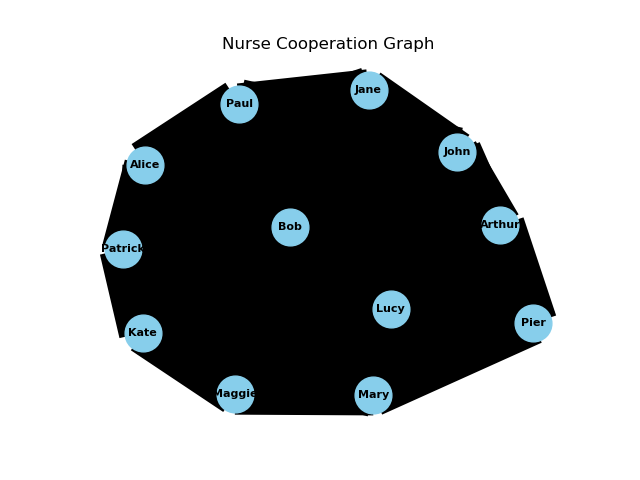 Nurse Cooperation Graph
Jane
Paul
John
Alice
Arthur
Bob
Patrick
Lucy
Pier
Kate
Maggie
Mary